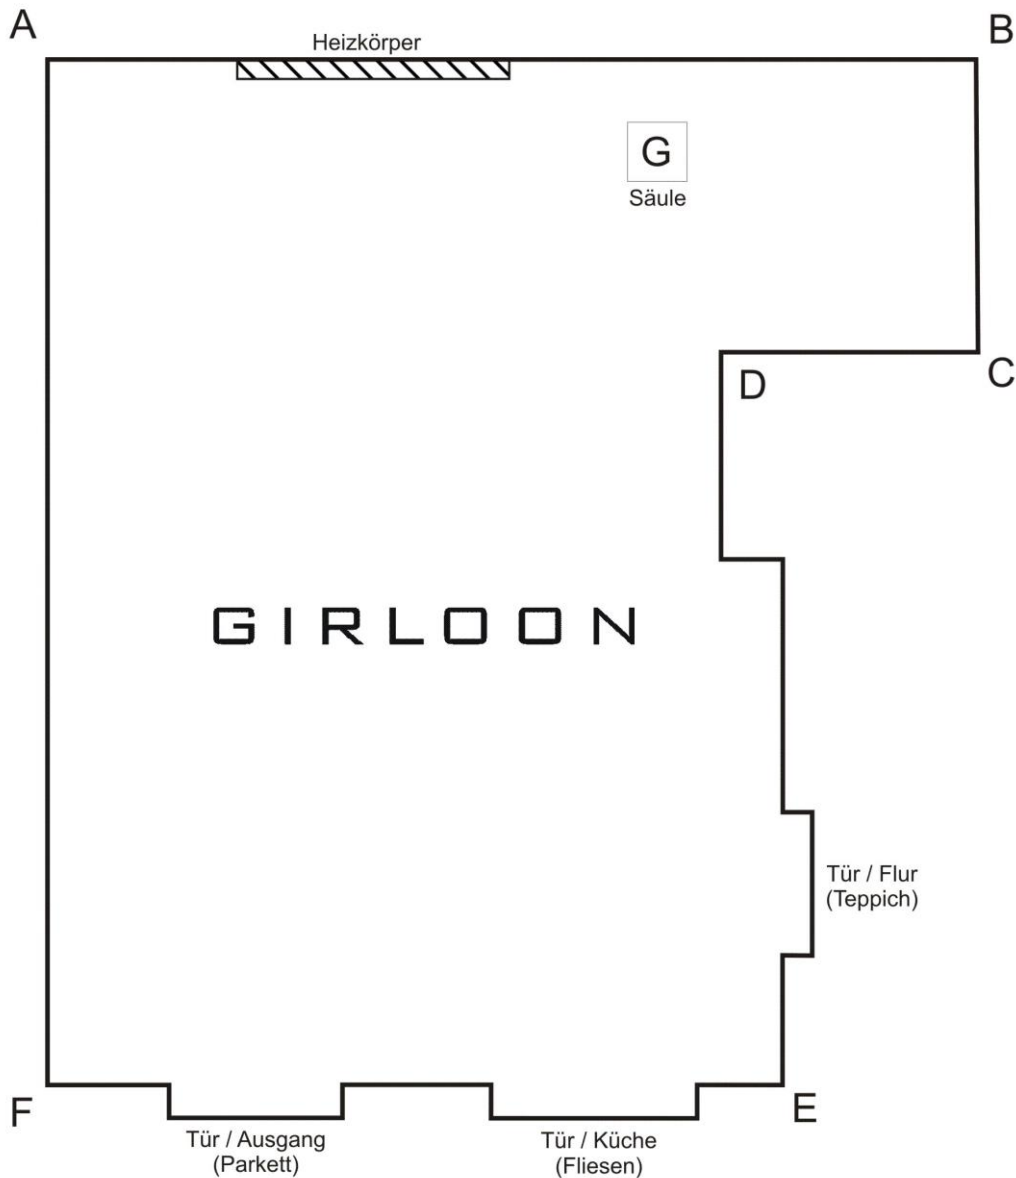 A
B
Heizkörper
G
Säule
D
C
GIRLOON
Tür / Flur
(Teppich)
F
E
Tür / Ausgang
(Parkett)
Tür / Küche
(Fliesen)